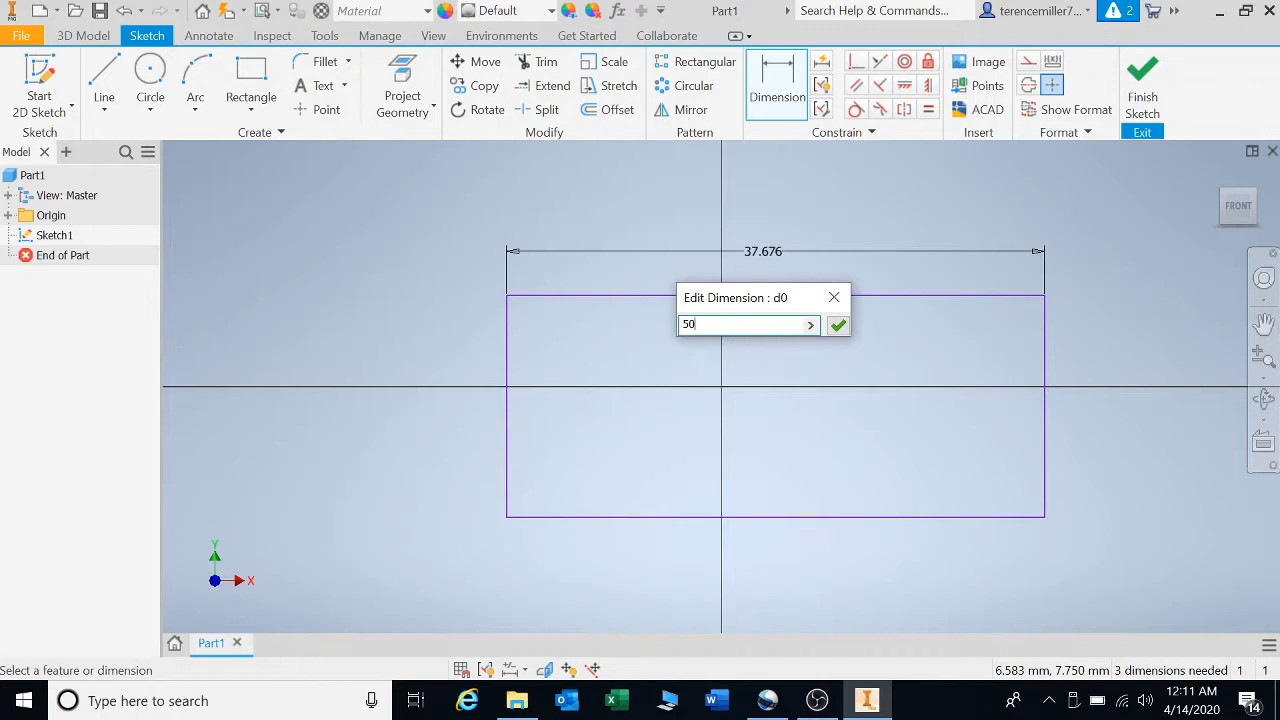 Material
Default
Part1
Search Help & Commands...
terencemiller7...
2
File
3D Model
Sketch
Annotate
Inspect
Tools
Manage
View
Environments
Get Started
Collaborate
Start
2D Sketch
Line
Circle
Arc
Rectangle
Fillet
Text
Point
Project
Geometry
Move
Copy
Rotate
Trim
Extend
Split
Scale
Stretch
Offset
Rectangular
Circular
Mirror
Dimension
Image
Points
ACAD
Show Format
Finish
Sketch
Sketch
Create
Modify
Pattern
Constrain
Insert
Format
Exit
Model
Part1
View: Master
Origin
Sketch1
End of Part
FRONT
37.676
Edit Dimension : d0
50
Y
X
Part1
Select a feature or dimension
6.583 mm, 7.750 mm
3 dimensions needed
1
1
Type here to search
12:11 AM
4/14/2020
14